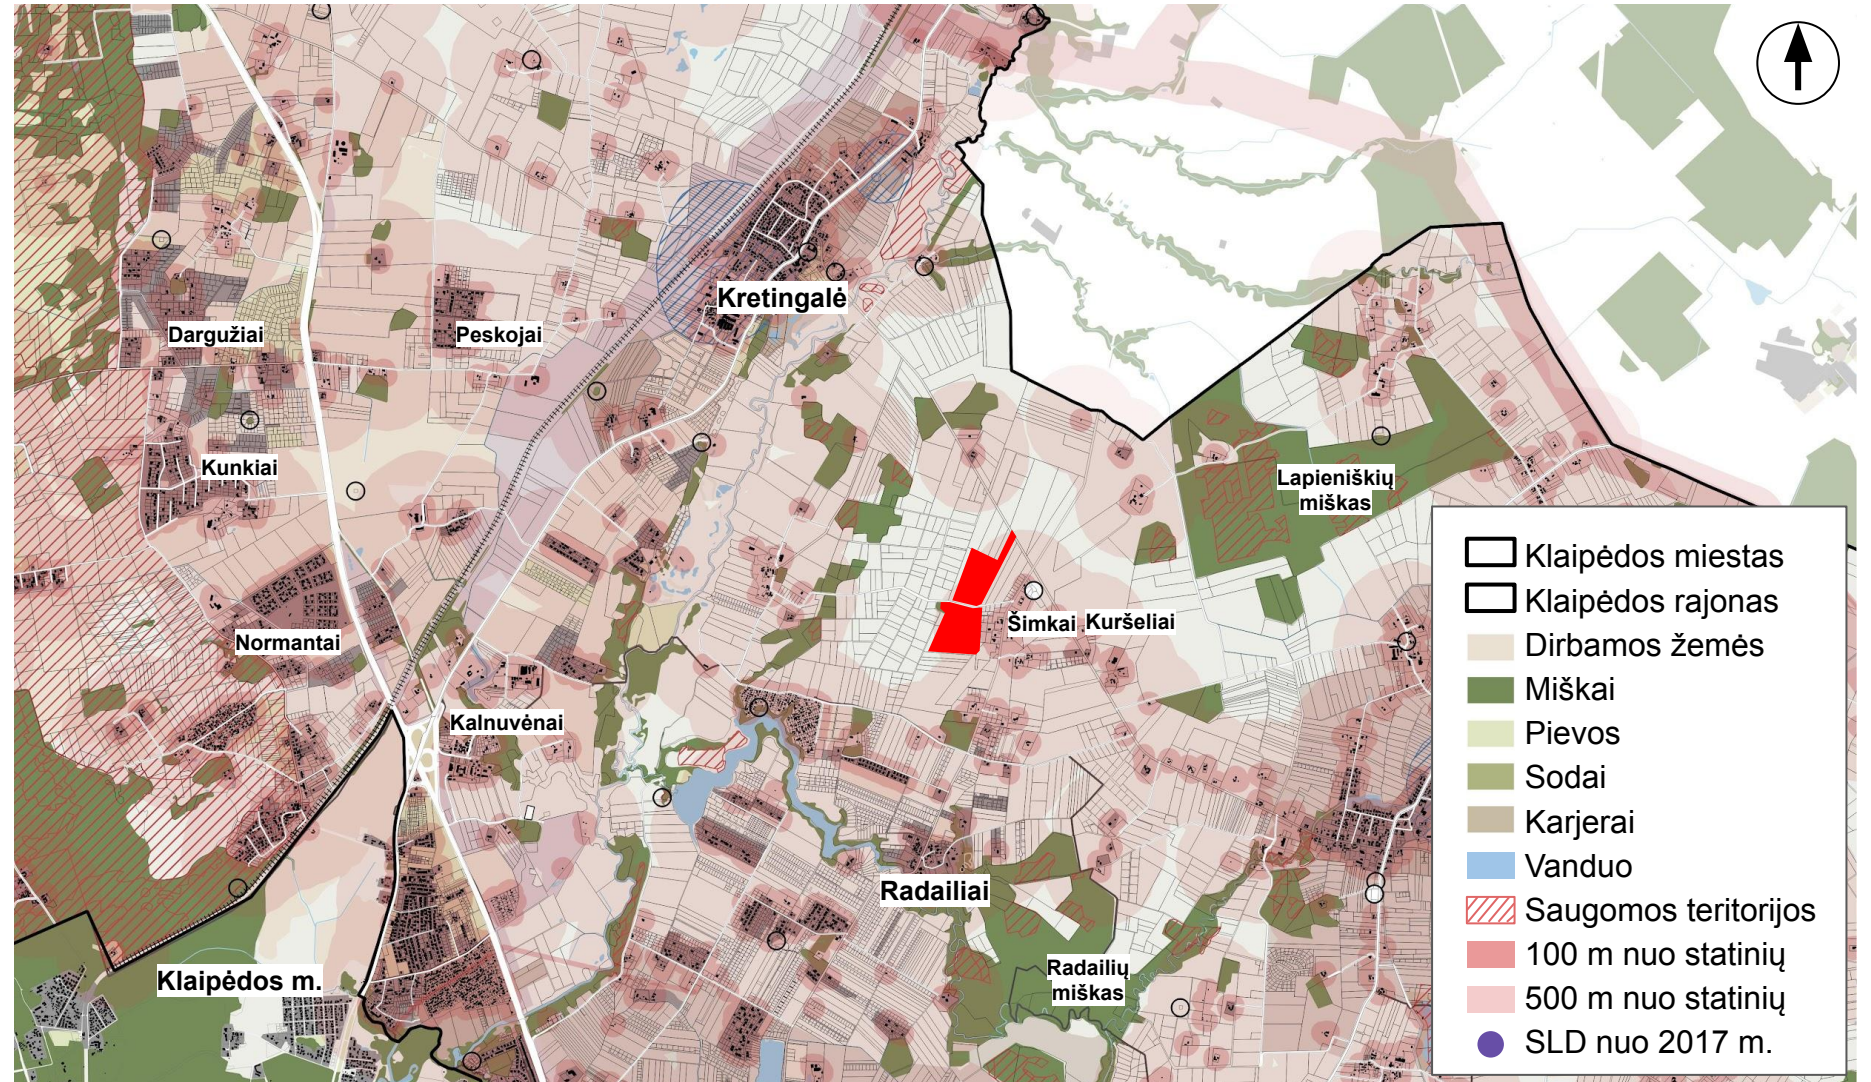 Kretingalė
Dargužiai
Peskojai
Kunkiai
Lapieniškių
miškas
Šimkai
Kuršeliai
Normantai
Kalnuvėnai
Radailiai
Radailių
miškas
Klaipėdos m.
Klaipėdos miestas
Klaipėdos rajonas
Dirbamos žemės
Miškai
Pievos
Sodai
Karjerai
Vanduo
Saugomos teritorijos
100 m nuo statinių
500 m nuo statinių
SLD nuo 2017 m.